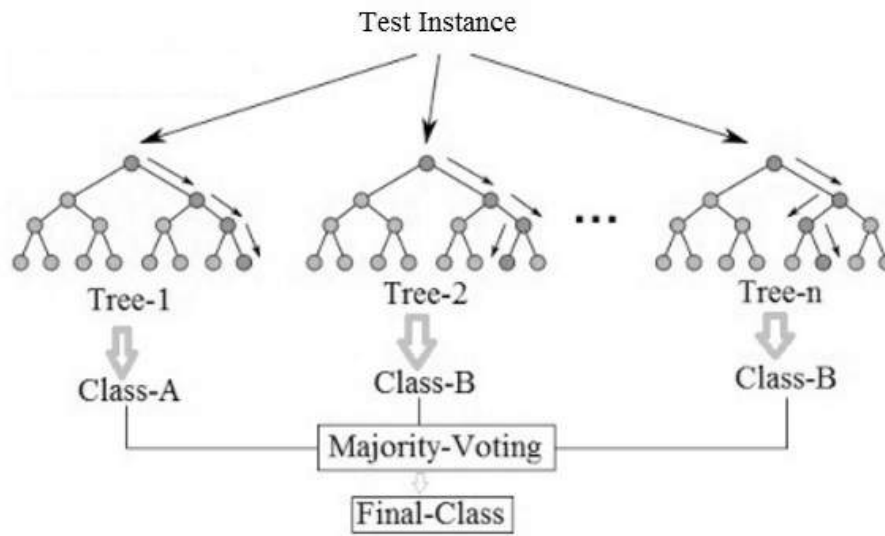 Test Instance
...
Tree-1
Tree-2
Tree-n
Class-A
Class-B
Class-B
Majority-Voting
Final-Class